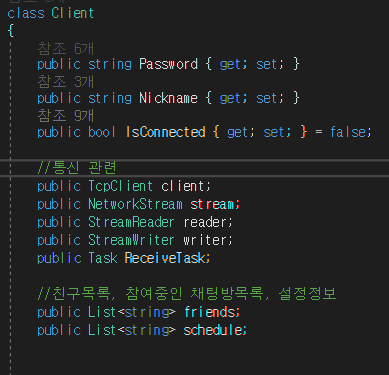 class Client
{
참조 6개
public string Password { get; set; }
참조 3개
public string Nickname { get; set; }
참조 9개
public bool IsConnected { get; set; } = false;
//통신 관련
public TcpClient client;
public NetworkStream stream;
public StreamReader reader;
public StreamWriter writer;
public Task ReceiveTask;
//친구목록, 참여중인 채팅방목록, 설정정보
public List<string> friends;
public List<string> schedule;